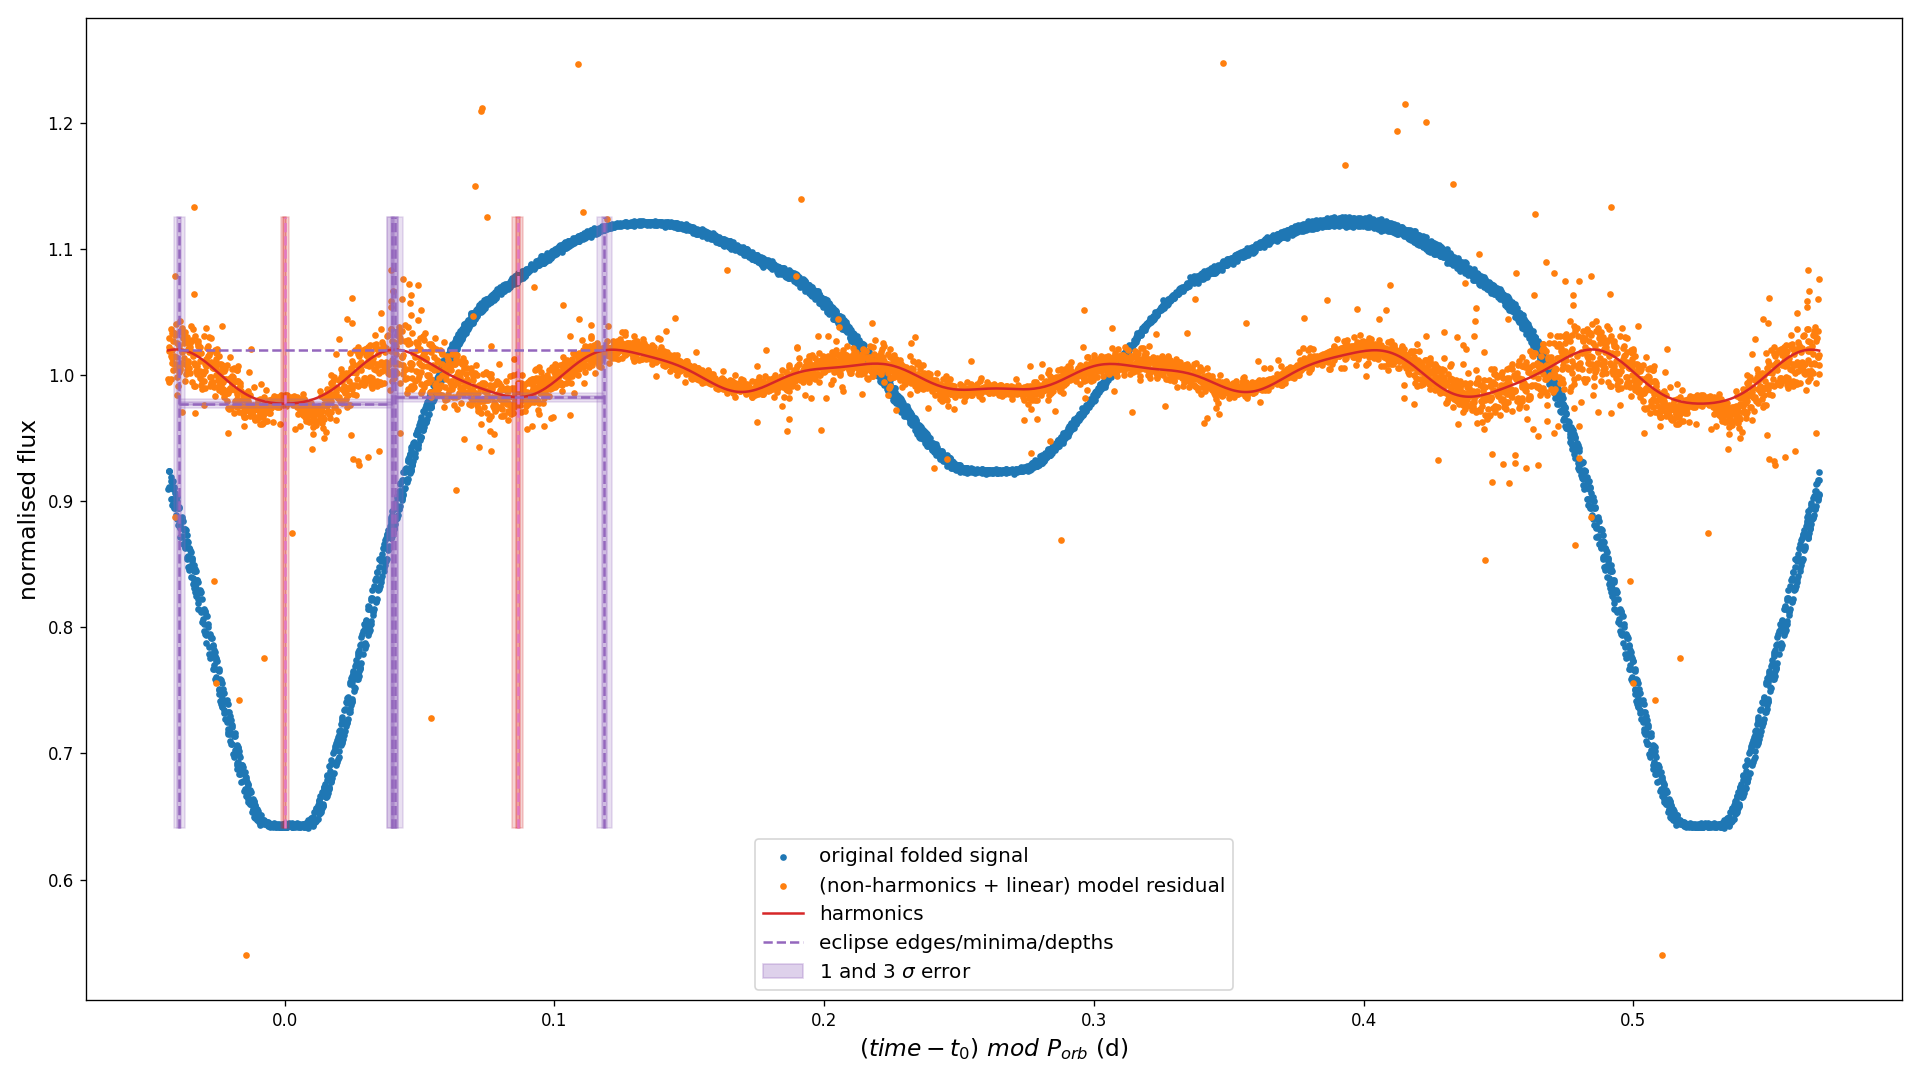 normalised flux
1.2
1.1
1.0
0.9
0.8
0.7
0.6
0.0
0.1
0.2
0.3
0.4
0.5
(time − t₀) mod Pₒᵣb (d)
original folded signal
(non-harmonics + linear) model residual
harmonics
eclipse edges/minima/depths
1 and 3 σ error